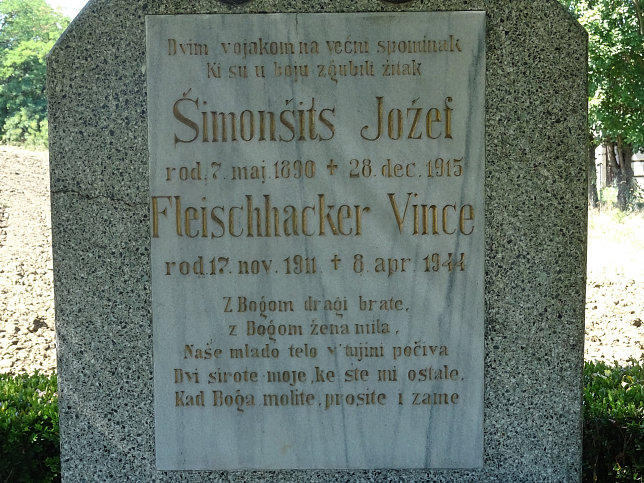 Dvim vojakom na večni spominak
Ki su u boju zgubili žitak
Šimonšits Jožef
rod. 7. maj. 1890 + 28. dec. 1915
Fleischhacker Vince
rod. 17. nov. 1911. + 8. apr. 1944
Z Bogom dragi brate,
z Bogom žena mila,
Naše mlado telo v tujini počiva
Dvi sirote moje, ke ste mi ostale,
Kad Boga molite, prosite i zame